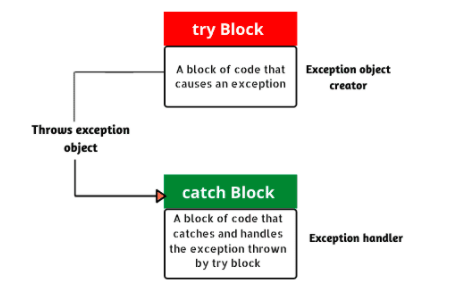 try Block
A block of code that
causes an exception
Exception object
creator
Throws exception
object
catch Block
A block of code that
catches and handles
the exception thrown
by try block
Exception handler